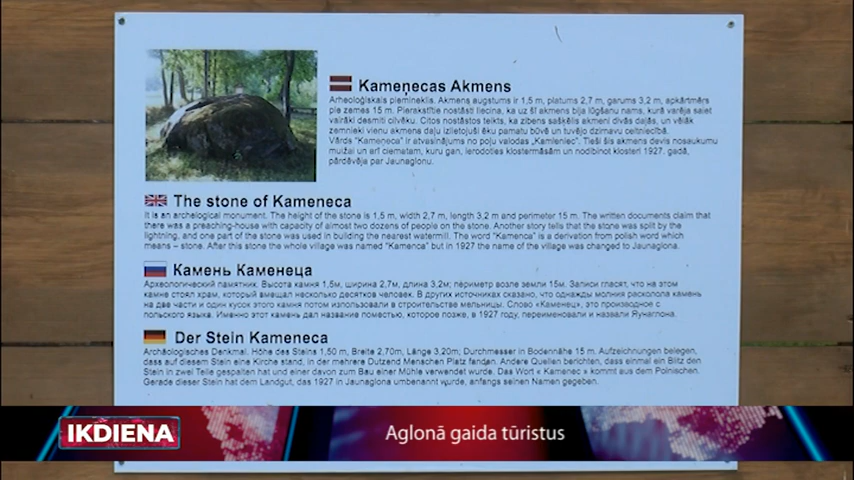 Kameņecas Akmens
Arheoloģiskais piemineklis. Akmens augstums ir 1,5 m, platums 2,7 m, garums 3,2 m, apkārtmērs
pie zemes 15 m. Pierakstītie nostāsti liecina, ka uz šī akmens bija lūgšanu nams, kurā varēja saiet
vairāki desmiti cilvēku. Citos nostāstos teikts, ka zibens sašķēlis akmeni divās daļās, un vēlāk
zemnieki vienu akmens daļu izlietojuši ēku pamatu būvē un tuvējo dzirnavu celtniecībā.
Vārds "Kameņeca" ir atvasinājums no poļu valodas „Kamieniec". Tieši šis akmens devis nosaukumu
muižai un arī ciematam, kuru gan, ierodoties klostermāsām un nodibinot klosteri 1927. gadā,
pārdēvēja par Jaunaglonu.
The stone of Kameneca
It is an archelogical monument. The height of the stone is 1,5 m, width 2,7 m, length 3,2 m and perimeter 15 m. The written documents claim that
there was a preaching-house with capacity of almost two dozens of people on the stone. Another story tells that the stone was split by the
lightning, and one part of the stone was used in building the nearest watermill. The word "Kamenca" is a derivation from polish word which
means – stone. After this stone the whole village was named "Kamenca" but in 1927 the name of the village was changed to Jaunaglona.
Камень Каменеца
Археологический памятник. Высота камня 1,5м, ширина 2,7м, длина 3,2м; периметр возле земли 15м. Записи гласят, что на этом
камне стоял храм, который вмещал несколько десятков человек. В других источниках сказано, что однажды молния расколола камень
на две части и один кусок этого камня потом изпользовали в строительстве мельницы. Слово «Каменец», это производное с
польского языка. Именно этот камен дал название поместью, которое позже, в 1927 году, переименовали и назвали Яунаглона.
Der Stein Kameneca
Archäologisches Denkmal. Höhe des Steins 1,50 m, Breite 2,70m, Länge 3,20m; Durchmesser in Bodennähe 15 m. Aufzeichnungen belegen,
dass auf diesem Stein eine Kirche stand, in der mehrere Dutzend Menschen Platz fanden. Andere Quellen berichten, dass einmal ein Blitz den
Stein in zwei Teile gespalten hat und einer davon zum Bau einer Mühle verwendet wurde. Das Wort « Kamenec » kommt aus dem Polnischen.
Gerade dieser Stein hat dem Landgut, das 1927 in Jaunaglona umbenannt wurde, anfangs seinen Namen gegeben.
IKDIENA
Aglonā gaida tūristus